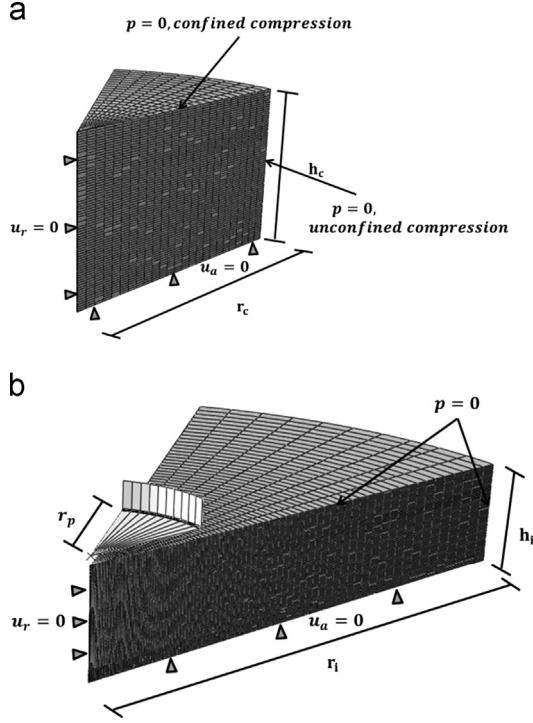 a
p = 0, confined compression
h_c
u_r = 0
p = 0,
unconfined compression
u_a = 0
r_c
b
p = 0
r_p
h_i
u_r = 0
u_a = 0
r_i